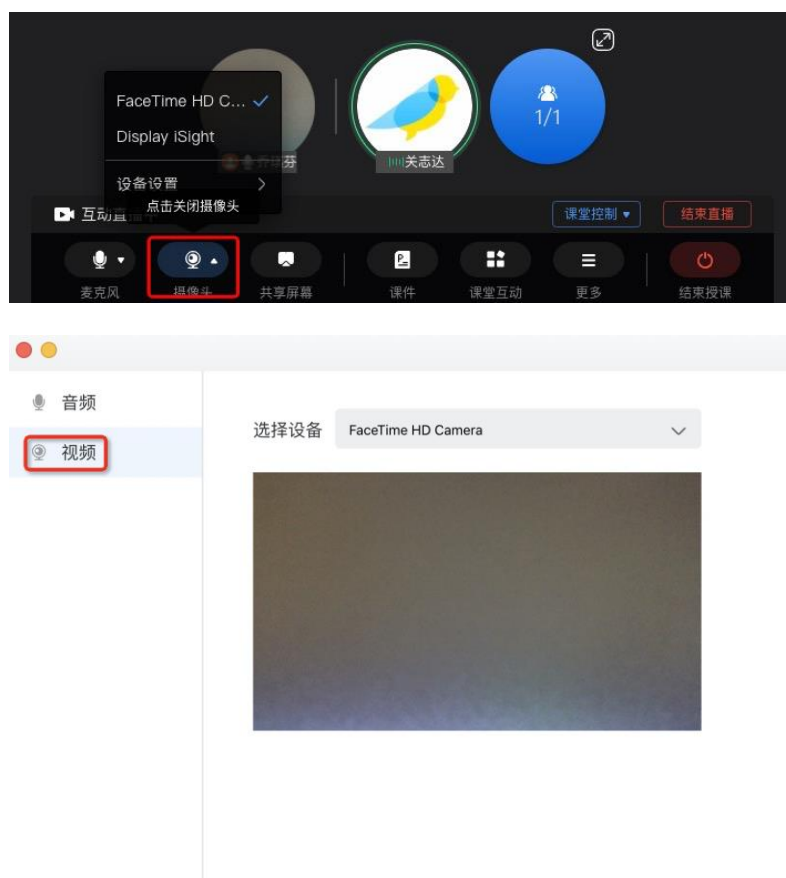 FaceTime HD C...
Display iSight
设备设置
点击关闭摄像头
芬
关志达
1/1
互动直
课堂控制
结束直播
麦克风
摄像头
共享屏幕
课件
课堂互动
更多
结束授课
音频
视频
选择设备
FaceTime HD Camera